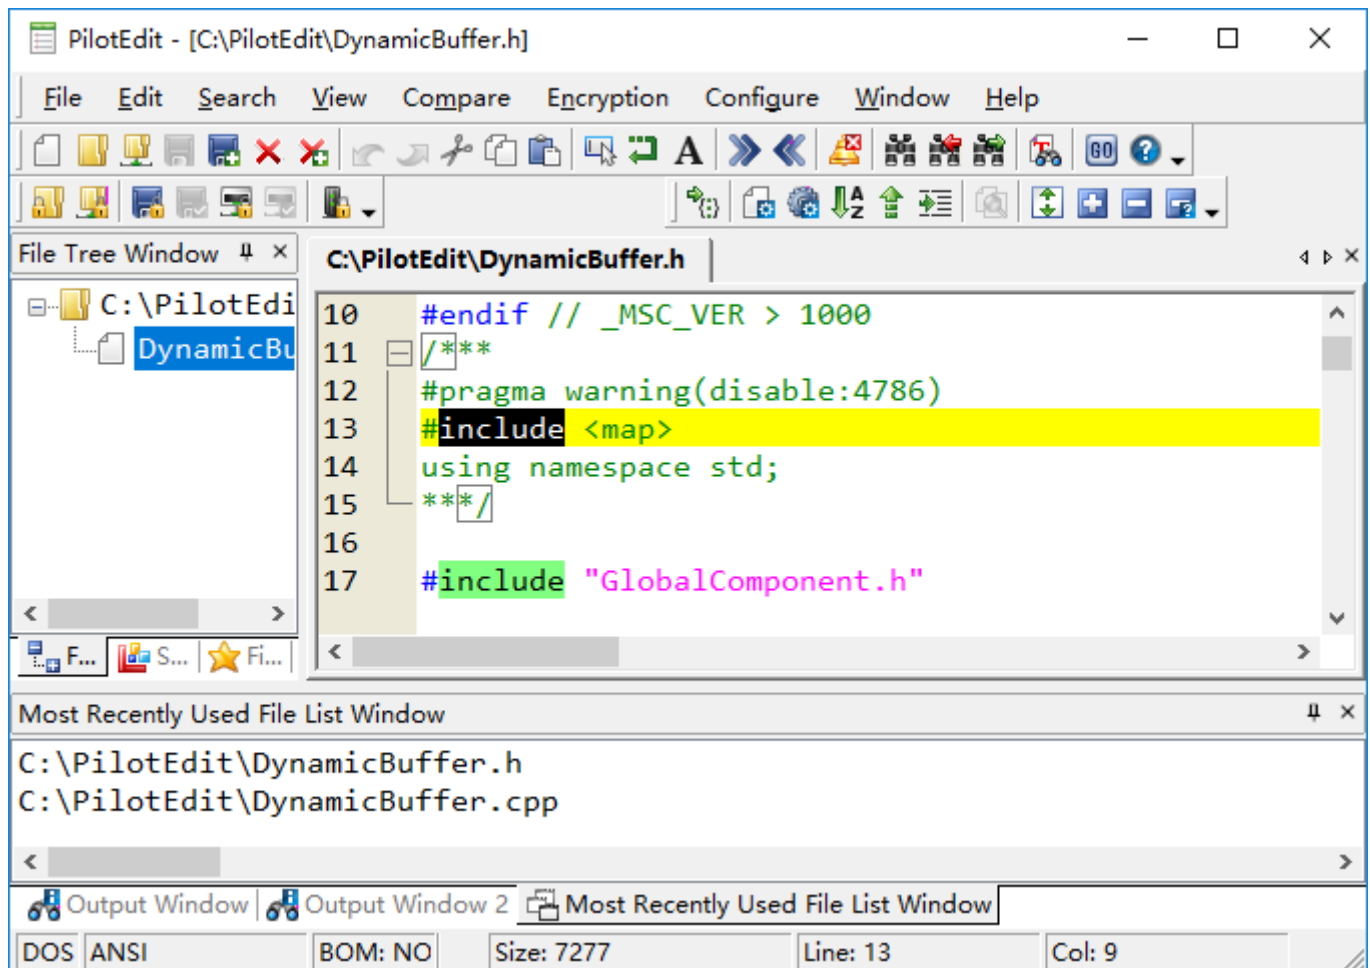 PilotEdit - [C:\PilotEdit\DynamicBuffer.h]
File Edit Search View Compare Encryption Configure Window Help
A GO ?
A Z
File Tree Window
C:\PilotEdit\DynamicBuffer.h
C:\PilotEdi
DynamicBu
10 #endif // _MSC_VER > 1000
11 /***
12 #pragma warning(disable:4786)
13 #include <map>
14 using namespace std;
15 ***/
16
17 #include "GlobalComponent.h"
F... S... Fi...
Most Recently Used File List Window
C:\PilotEdit\DynamicBuffer.h
C:\PilotEdit\DynamicBuffer.cpp
Output Window Output Window 2 Most Recently Used File List Window
DOS ANSI BOM: NO Size: 7277 Line: 13 Col: 9